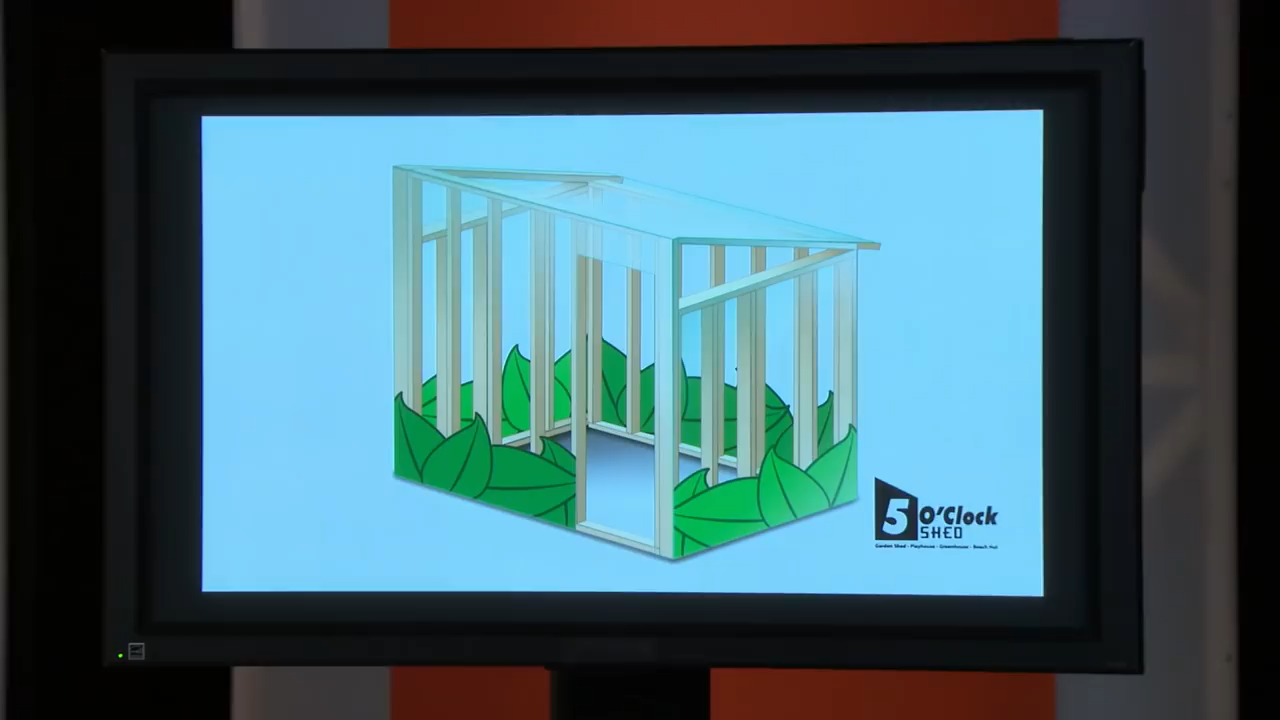 5 O'Clock
SHED
Garden Shed - Playhouse - Greenhouse - Beach Hut